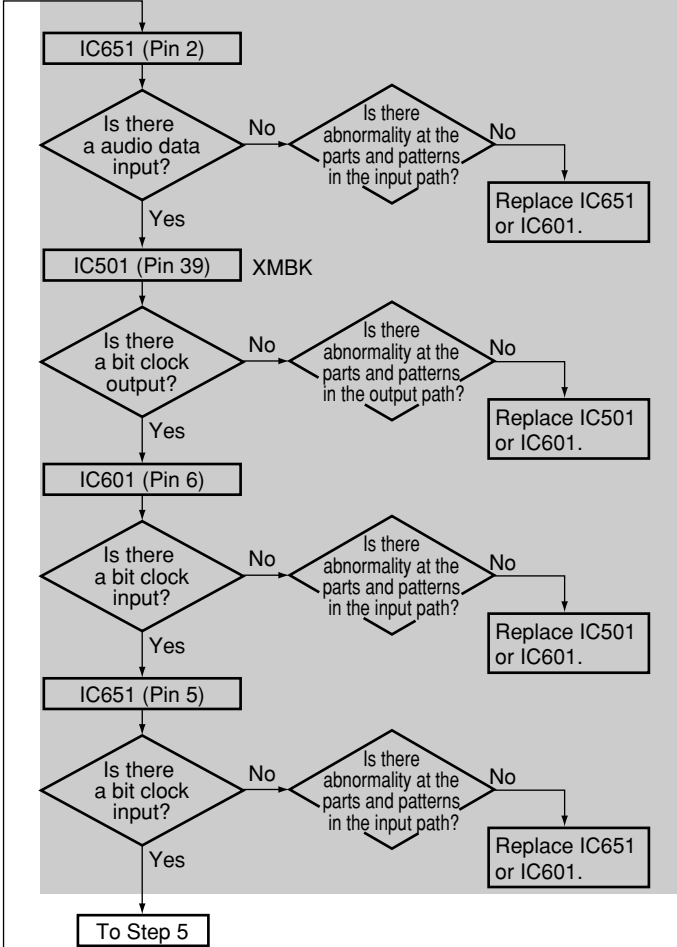 IC651 (Pin 2)
Is there
a audio data
input?
No
Is there
abnormality at the
parts and patterns
in the input path?
No
Replace IC651
or IC601.
Yes
IC501 (Pin 39)
XMBK
Is there
a bit clock
output?
No
Is there
abnormality at the
parts and patterns
in the output path?
No
Replace IC501
or IC601.
Yes
IC601 (Pin 6)
Is there
a bit clock
input?
No
Is there
abnormality at the
parts and patterns
in the input path?
No
Replace IC501
or IC601.
Yes
IC651 (Pin 5)
Is there
a bit clock
input?
No
Is there
abnormality at the
parts and patterns
in the input path?
No
Replace IC651
or IC601.
Yes
To Step 5